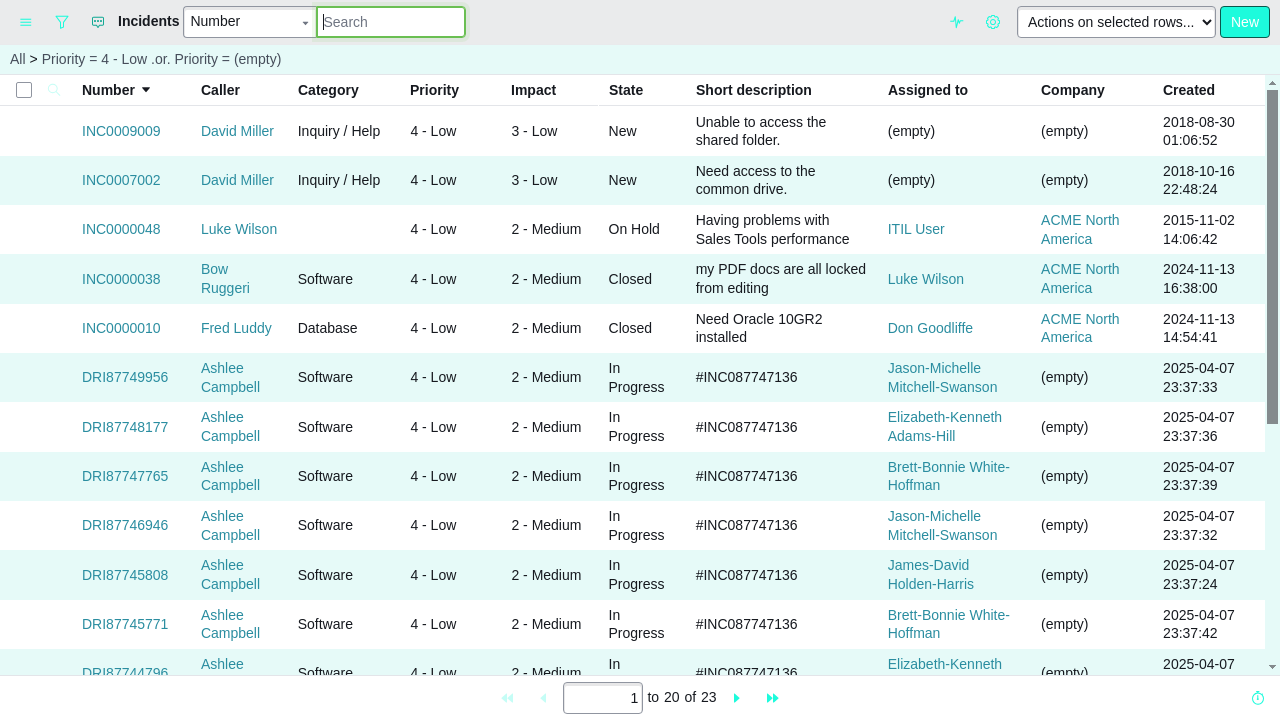 Incidents Number Search Actions on selected rows... New
All > Priority = 4 - Low .or. Priority = (empty)
Number Caller Category Priority Impact State Short description Assigned to Company Created
INC0009009 David Miller Inquiry / Help 4 - Low 3 - Low New Unable to access the shared folder. (empty) (empty) 2018-08-30 01:06:52
INC0007002 David Miller Inquiry / Help 4 - Low 3 - Low New Need access to the common drive. (empty) (empty) 2018-10-16 22:48:24
INC0000048 Luke Wilson 4 - Low 2 - Medium On Hold Having problems with Sales Tools performance ITIL User ACME North America 2015-11-02 14:06:42
INC0000038 Bow Ruggeri Software 4 - Low 2 - Medium Closed my PDF docs are all locked from editing Luke Wilson ACME North America 2024-11-13 16:38:00
INC0000010 Fred Luddy Database 4 - Low 2 - Medium Closed Need Oracle 10GR2 installed Don Goodliffe ACME North America 2024-11-13 14:54:41
DRI87749956 Ashlee Campbell Software 4 - Low 2 - Medium In Progress #INC087747136 Jason-Michelle Mitchell-Swanson (empty) 2025-04-07 23:37:33
DRI87748177 Ashlee Campbell Software 4 - Low 2 - Medium In Progress #INC087747136 Elizabeth-Kenneth Adams-Hill (empty) 2025-04-07 23:37:36
DRI87747765 Ashlee Campbell Software 4 - Low 2 - Medium In Progress #INC087747136 Brett-Bonnie White-Hoffman (empty) 2025-04-07 23:37:39
DRI87746946 Ashlee Campbell Software 4 - Low 2 - Medium In Progress #INC087747136 Jason-Michelle Mitchell-Swanson (empty) 2025-04-07 23:37:32
DRI87745808 Ashlee Campbell Software 4 - Low 2 - Medium In Progress #INC087747136 James-David Holden-Harris (empty) 2025-04-07 23:37:24
DRI87745771 Ashlee Campbell Software 4 - Low 2 - Medium In Progress #INC087747136 Brett-Bonnie White-Hoffman (empty) 2025-04-07 23:37:42
DRI87744796 Ashlee Software 4 - Low 2 - Medium In #INC087747136 Elizabeth-Kenneth (empty) 2025-04-07
1 to 20 of 23